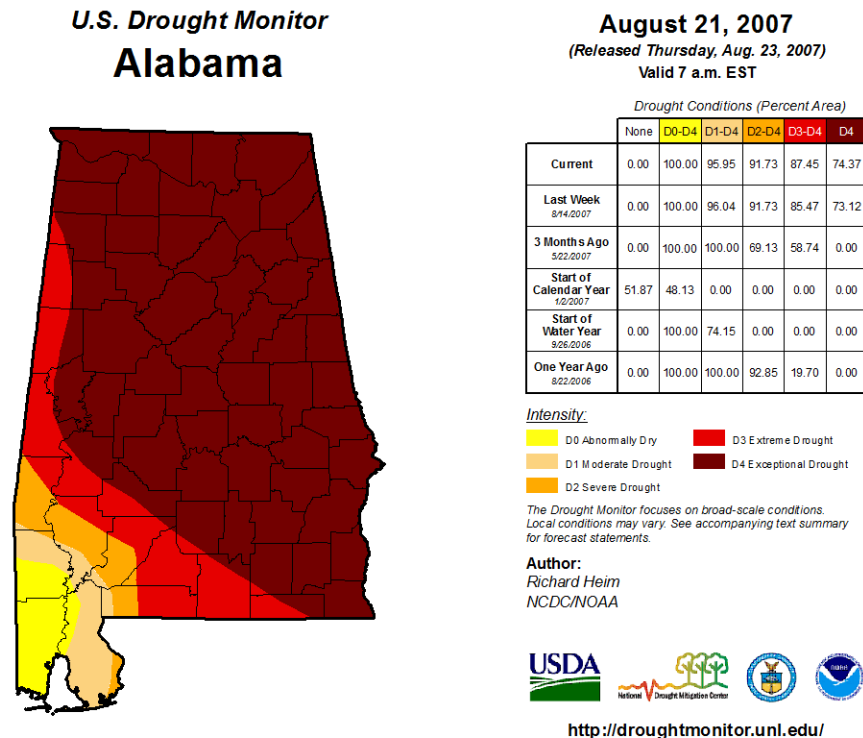 U.S. Drought Monitor
Alabama
August 21, 2007
(Released Thursday, Aug. 23, 2007)
Valid 7 a.m. EST
Drought Conditions (Percent Area)
None D0-D4 D1-D4 D2-D4 D3-D4 D4
Current 0.00 100.00 95.95 91.73 87.45 74.37
Last Week
8/14/2007
0.00 100.00 96.04 91.73 85.47 73.12
3 Months Ago
5/22/2007
0.00 100.00 100.00 69.13 58.74 0.00
Start of
Calendar Year
1/2/2007
51.87 48.13 0.00 0.00 0.00 0.00
Start of
Water Year
9/26/2006
0.00 100.00 74.15 0.00 0.00 0.00
One Year Ago
8/22/2006
0.00 100.00 100.00 92.85 19.70 0.00
Intensity:
D0 Abnormally Dry
D1 Moderate Drought
D2 Severe Drought
D3 Extreme Drought
D4 Exceptional Drought
The Drought Monitor focuses on broad-scale conditions.
Local conditions may vary. See accompanying text summary
for forecast statements.
Author:
Richard Heim
NCDC/NOAA
USDA
National Drought Mitigation Center
http://droughtmonitor.unl.edu/